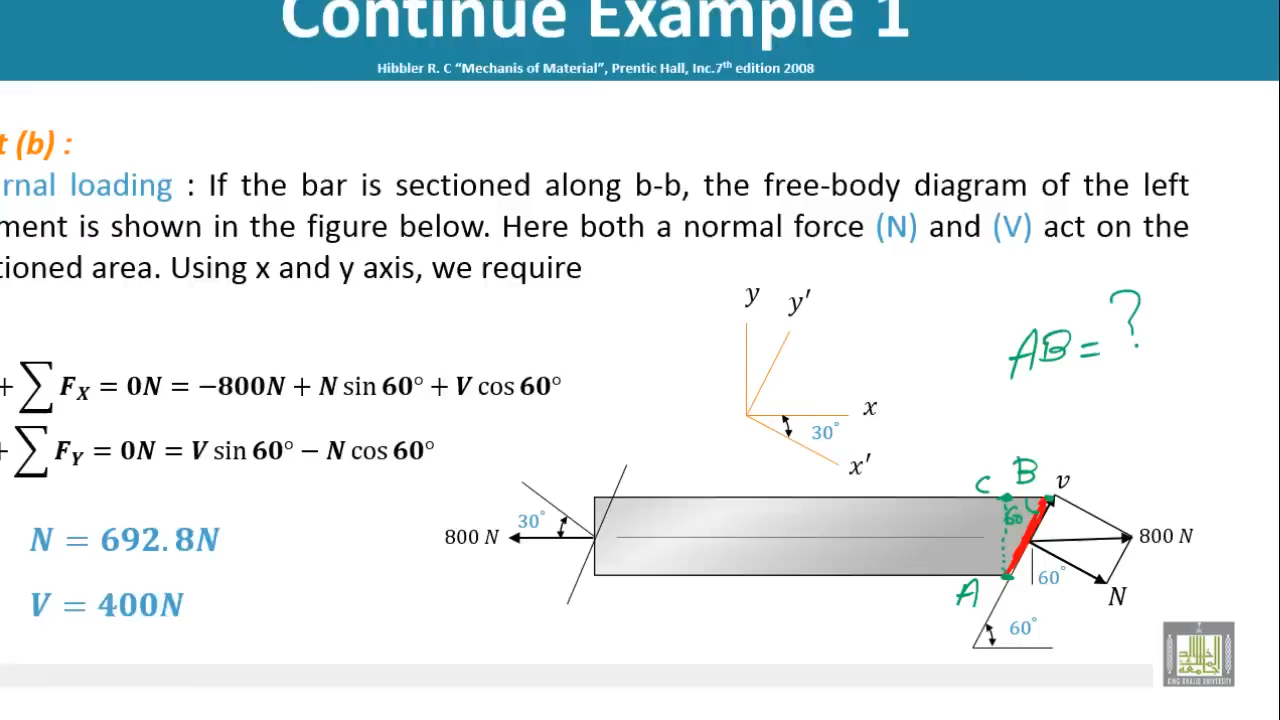 Continue Example 1
Hibbler R. C “Mechanis of Material”, Prentic Hall, Inc.7th edition 2008
t (b) :
rnal loading : If the bar is sectioned along b-b, the free-body diagram of the left
ment is shown in the figure below. Here both a normal force (N) and (V) act on the
tioned area. Using x and y axis, we require
y
y′
AB = ?
+ ∑ F_X = 0N = −800N + N sin 60° + V cos 60°
x
30°
+ ∑ F_Y = 0N = V sin 60° − N cos 60°
x′
C
B
v
60
30°
800 N
800 N
N = 692.8N
60°
A
N
V = 400N
60°
KING KHALID UNIVERSITY